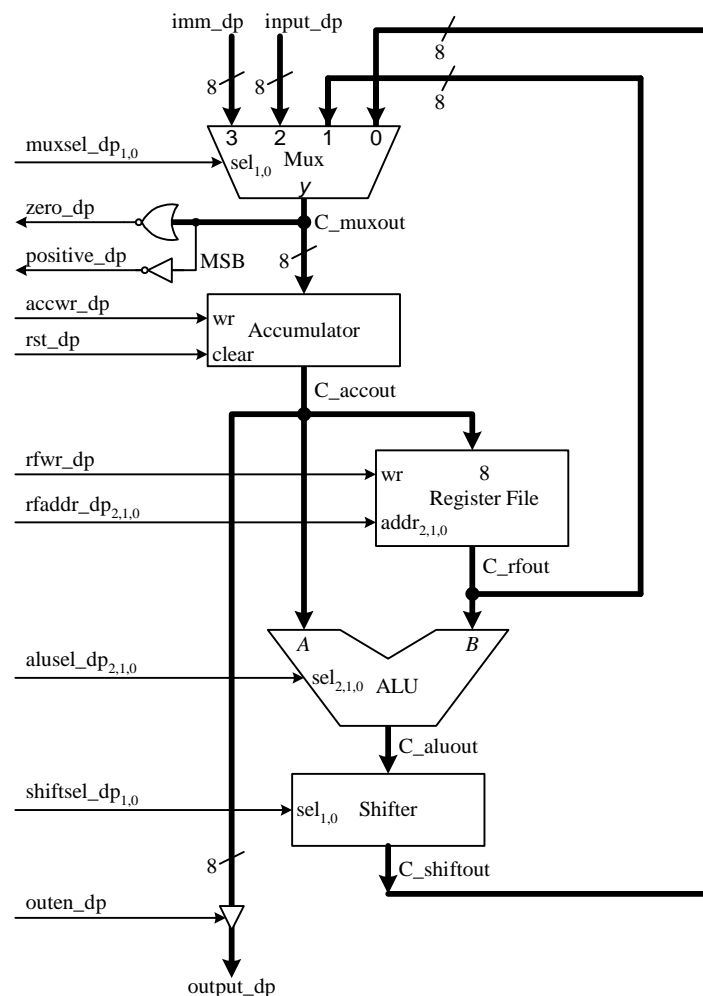 imm_dp input_dp
8
8 8 8
3 2 1 0
muxsel_dp1,0
sel1,0 Mux
y
zero_dp
C_muxout
positive_dp
MSB
8
accwr_dp
wr
Accumulator
rst_dp
clear
C_accout
rfwr_dp
wr
8
Register File
rfaddr_dp2,1,0
addr2,1,0
C_rfout
A B
alusel_dp2,1,0
sel2,1,0
ALU
C_aluout
shiftsel_dp1,0
sel1,0
Shifter
8
C_shiftout
outen_dp
output_dp